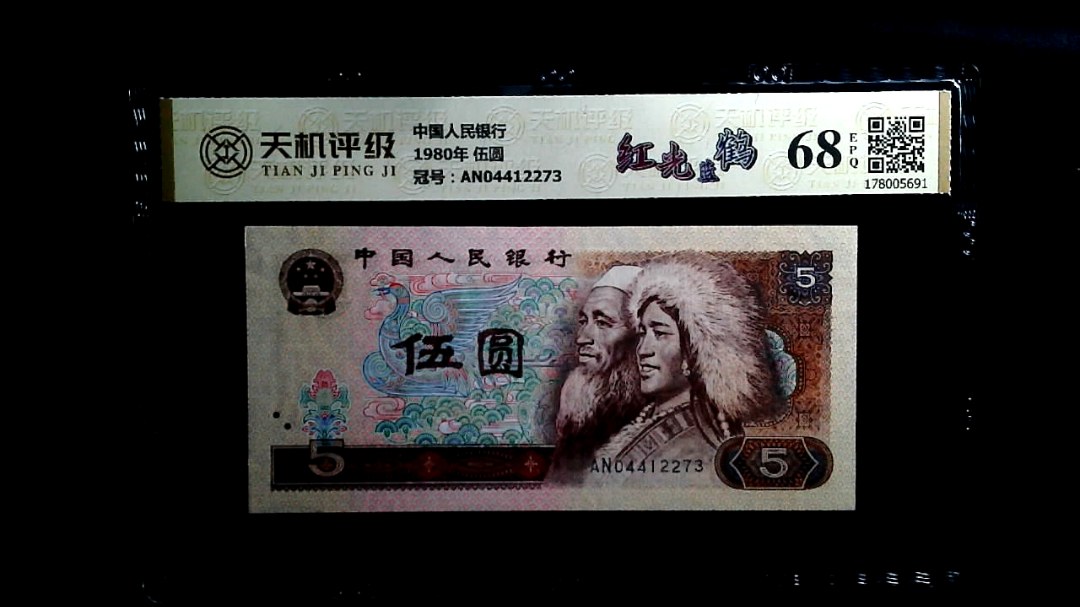 天机评级
TIAN JI PING JI
中国人民银行
1980年 伍圆
冠号：AN04412273
红光蓝鹤
68
EPQ
178005691
中国人民银行
5
伍圆
5
AN04412273
5